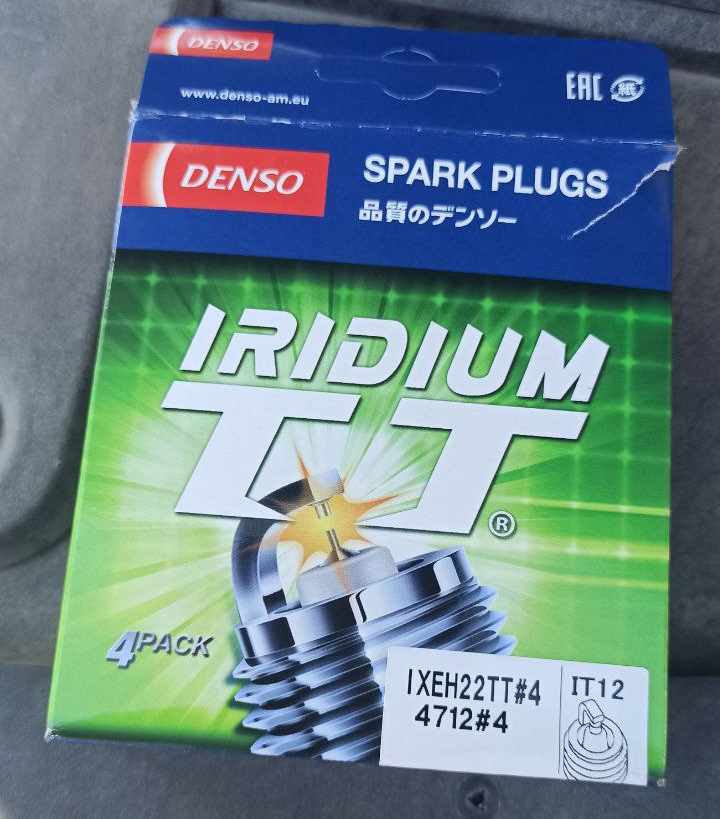 DENSO
www.denso-am.eu
EAC 紙
DENSO
SPARK PLUGS
品質のデンソー
IRIDIUM
TT®
4PACK
IXEH22TT#4
4712#4
IT12